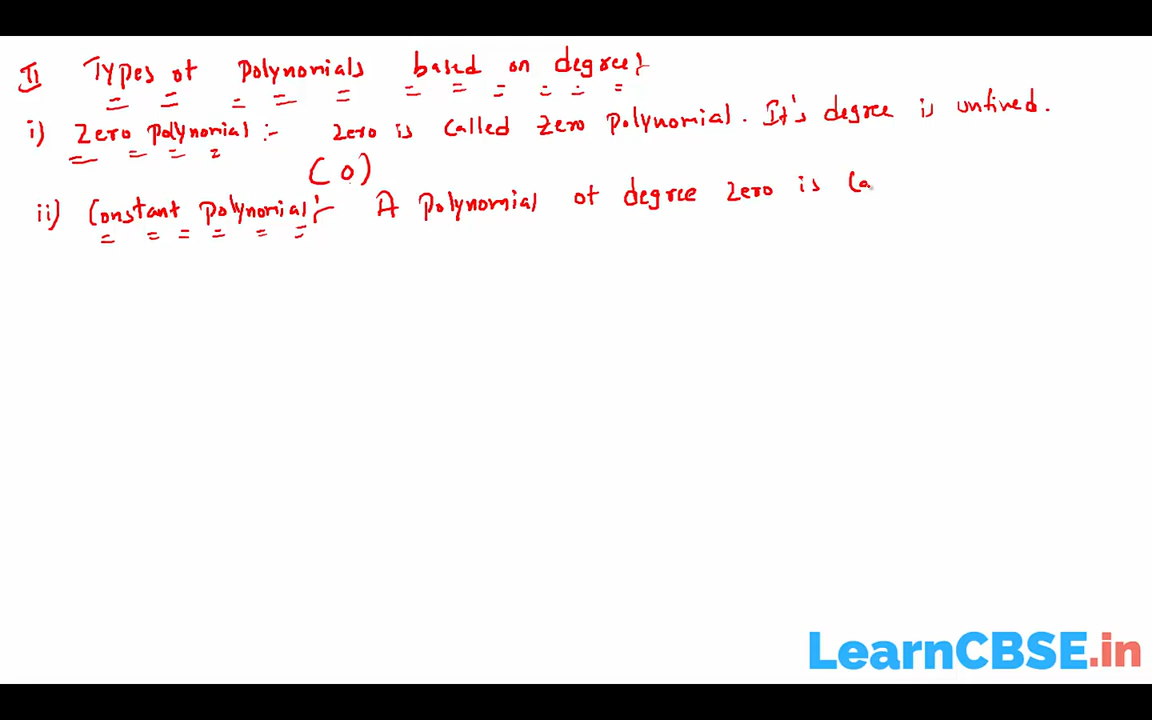 II Types of Polynomials based on degree:
i) Zero polynomial :- Zero is called Zero polynomial. It's degree is unfined.
(0)
ii) Constant polynomial:- A polynomial of degree zero is Ca
LearnCBSE.in